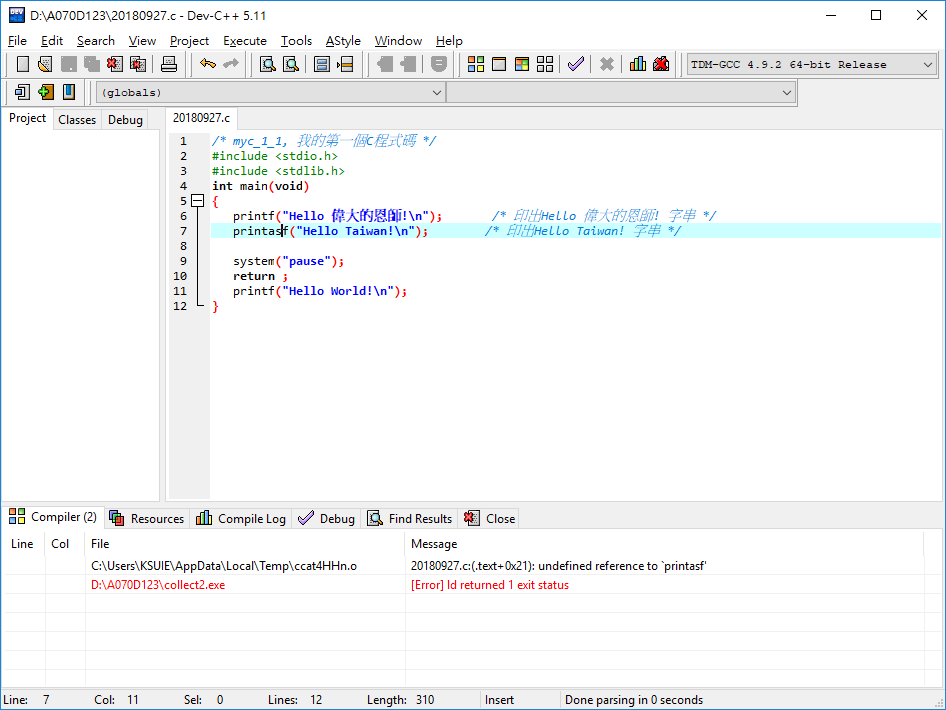 D:\A070D123\20180927.c - Dev-C++ 5.11
File Edit Search View Project Execute Tools AStyle Window Help
TDM-GCC 4.9.2 64-bit Release
(globals)
Project Classes Debug
20180927.c
1 /* myc_1_1, 我的第一個C程式碼 */
2 #include <stdio.h>
3 #include <stdlib.h>
4 int main(void)
5 {
6 printf("Hello 偉大的恩師!\n"); /* 印出Hello 偉大的恩師! 字串 */
7 printasf("Hello Taiwan!\n"); /* 印出Hello Taiwan! 字串 */
8
9 system("pause");
10 return ;
11 printf("Hello World!\n");
12 }
Compiler (2) Resources Compile Log Debug Find Results Close
Line Col File Message
C:\Users\KSUIE\AppData\Local\Temp\ccat4HHn.o 20180927.c:(.text+0x21): undefined reference to `printasf'
D:\A070D123\collect2.exe [Error] ld returned 1 exit status
Line: 7 Col: 11 Sel: 0 Lines: 12 Length: 310 Insert Done parsing in 0 seconds